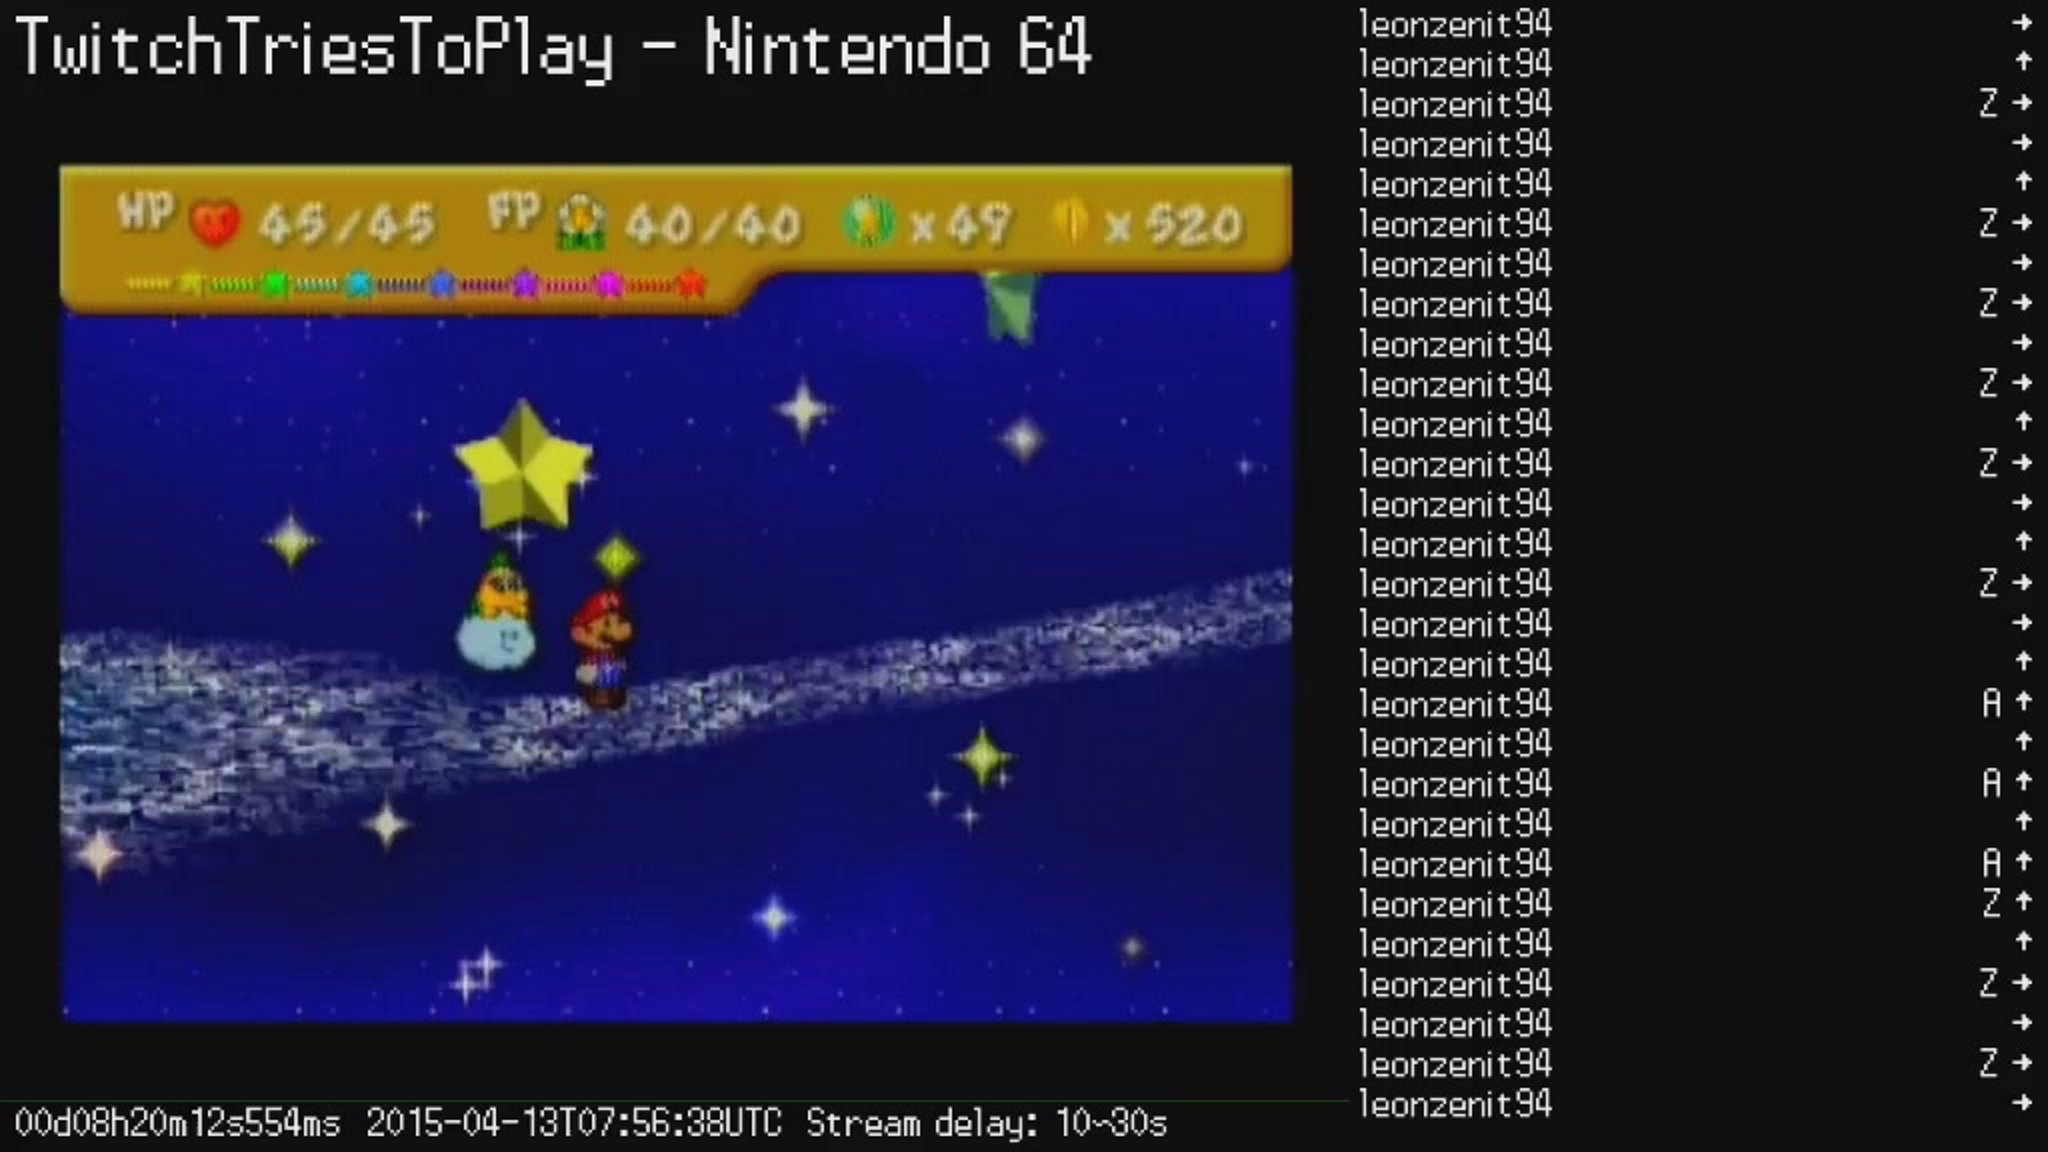 TwitchTriesToPlay - Nintendo 64
HP 45/45 FP 40/40 x49 x520
leonzenit94 →
leonzenit94 ↑
leonzenit94 Z →
leonzenit94 →
leonzenit94 ↑
leonzenit94 Z →
leonzenit94 →
leonzenit94 Z →
leonzenit94 →
leonzenit94 Z →
leonzenit94 ↑
leonzenit94 Z →
leonzenit94 →
leonzenit94 ↑
leonzenit94 Z →
leonzenit94 →
leonzenit94 ↑
leonzenit94 A ↑
leonzenit94 ↑
leonzenit94 A ↑
leonzenit94 ↑
leonzenit94 A ↑
leonzenit94 Z ↑
leonzenit94 ↑
leonzenit94 Z →
leonzenit94 →
leonzenit94 Z →
leonzenit94 →
00d08h20m12s554ms 2015-04-13T07:56:38UTC Stream delay: 10~30s